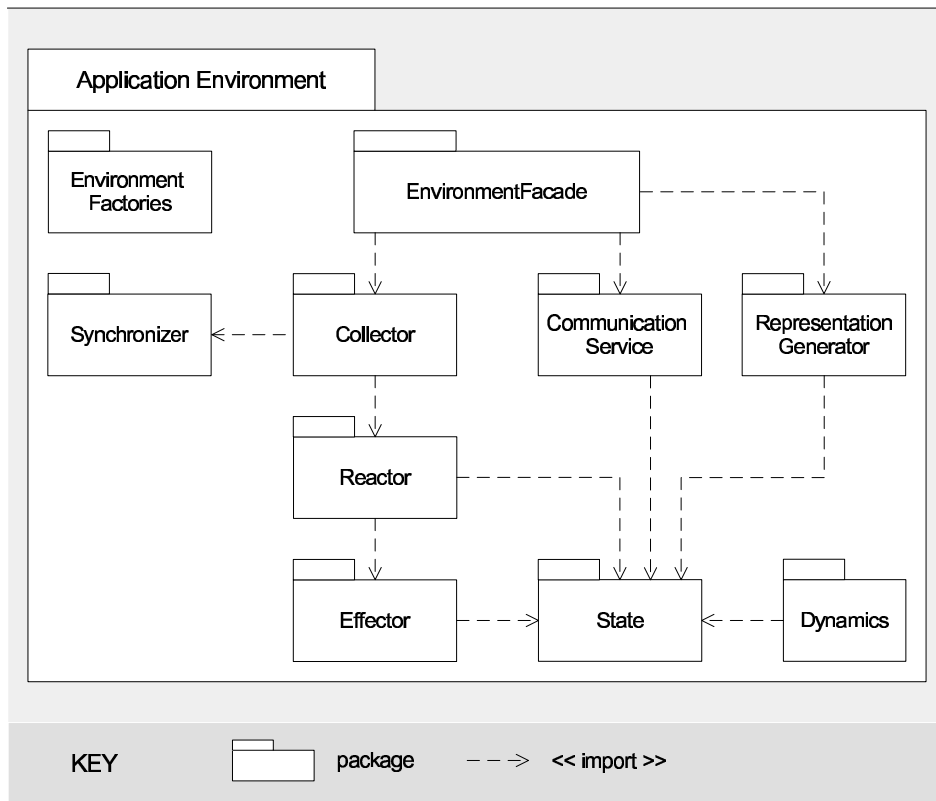 Application Environment
Environment
Factories
EnvironmentFacade
Synchronizer
Collector
Communication
Service
Representation
Generator
Reactor
Effector
State
Dynamics
KEY
package
<< import >>